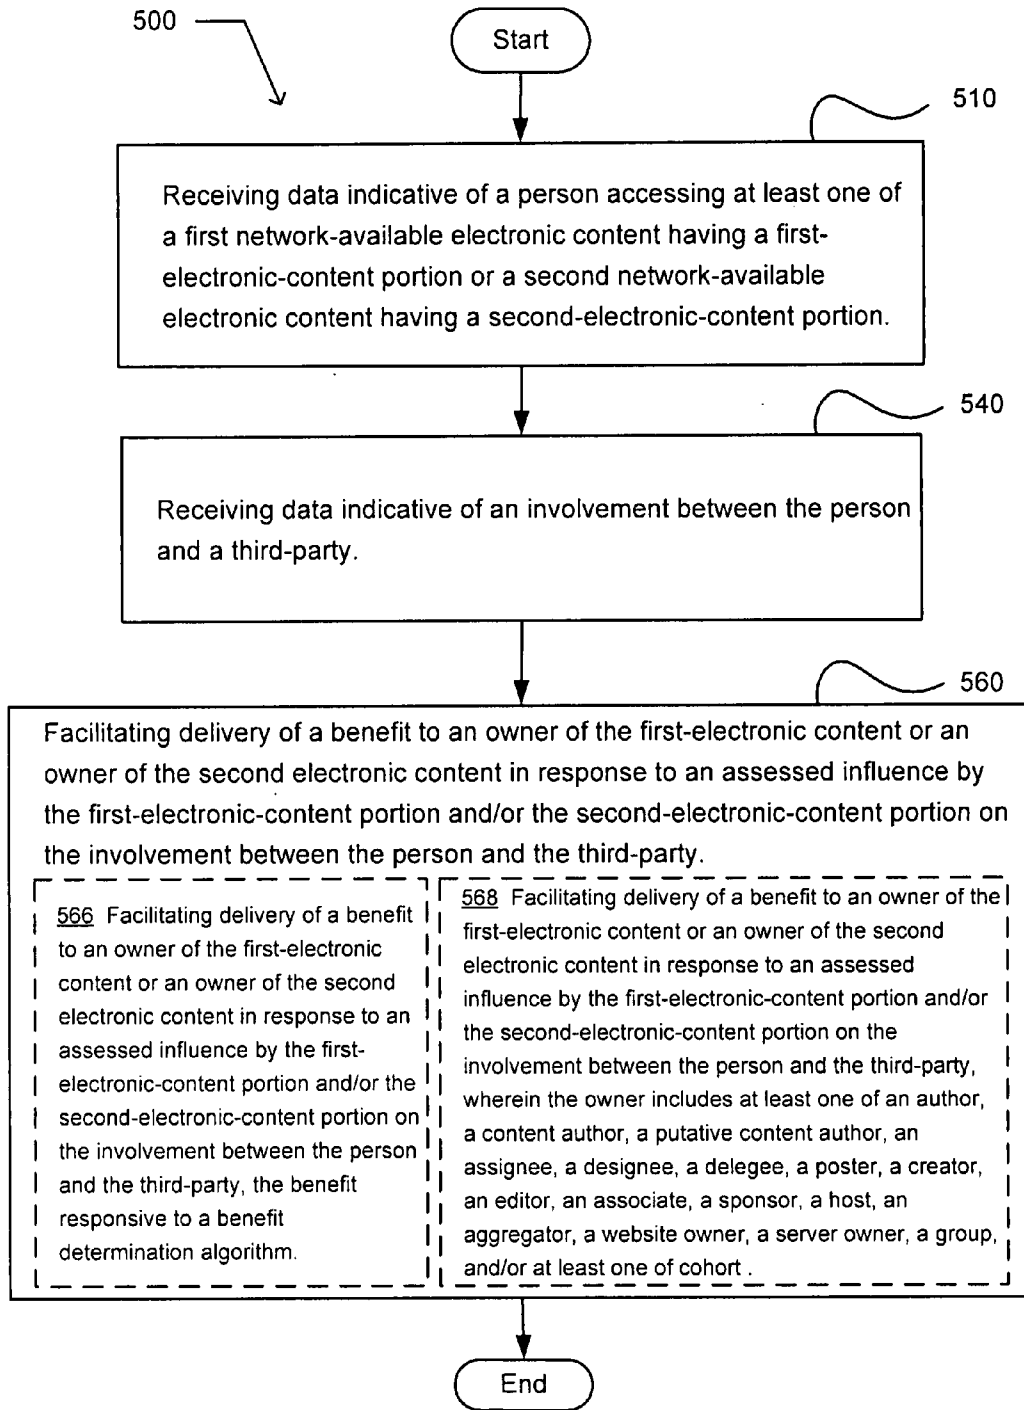 500
Start
510
Receiving data indicative of a person accessing at least one of
a first network-available electronic content having a first-
electronic-content portion or a second network-available
electronic content having a second-electronic-content portion.
540
Receiving data indicative of an involvement between the person
and a third-party.
560
Facilitating delivery of a benefit to an owner of the first-electronic content or an
owner of the second electronic content in response to an assessed influence by
the first-electronic-content portion and/or the second-electronic-content portion on
the involvement between the person and the third-party.
566 Facilitating delivery of a benefit
to an owner of the first-electronic
content or an owner of the second
electronic content in response to an
assessed influence by the first-
electronic-content portion and/or the
second-electronic-content portion on
the involvement between the person
and the third-party, the benefit
responsive to a benefit
determination algorithm.
568 Facilitating delivery of a benefit to an owner of the
first-electronic content or an owner of the second
electronic content in response to an assessed
influence by the first-electronic-content portion and/or
the second-electronic-content portion on the
involvement between the person and the third-party,
wherein the owner includes at least one of an author,
a content author, a putative content author, an
assignee, a designee, a delegee, a poster, a creator,
an editor, an associate, a sponsor, a host, an
aggregator, a website owner, a server owner, a group,
and/or at least one of cohort .
End